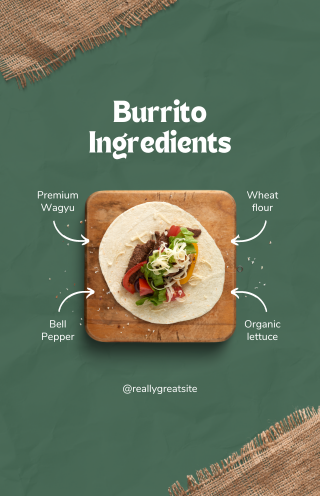 Burrito
Ingredients
Premium
Wagyu
Wheat
flour
Bell
Pepper
Organic
lettuce
@reallygreatsite